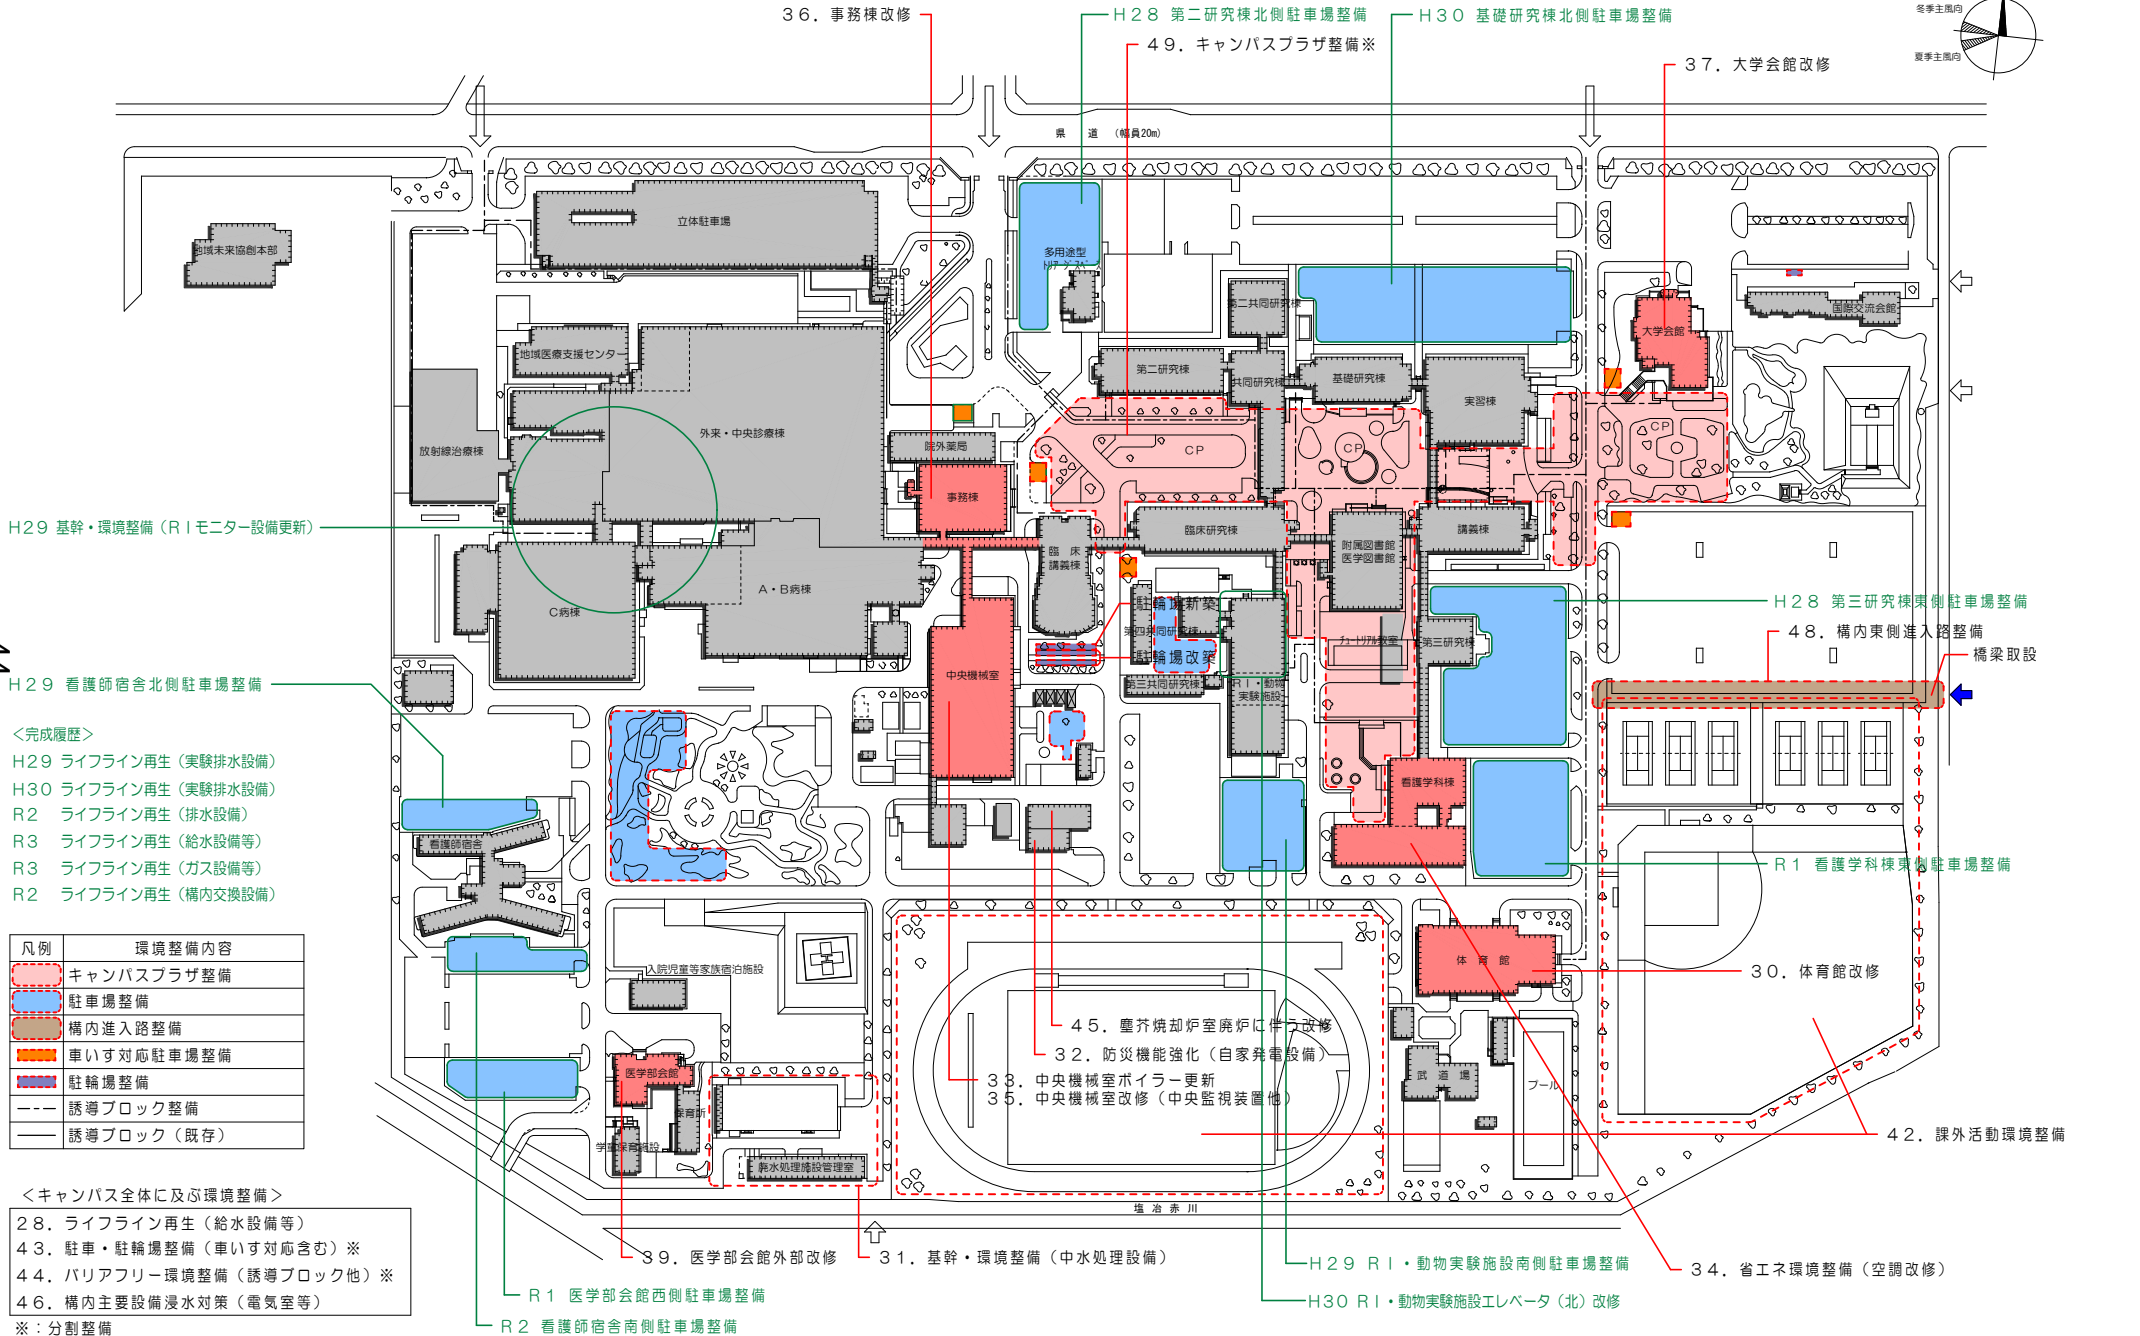 36．事務棟改修
H28 第二研究棟北側駐車場整備
H30 基礎研究棟北側駐車場整備
49．キャンパスプラザ整備※
37．大学会館改修
冬季主風向
夏季主風向
県　道　（幅員20m）
立体駐車場
地域未来協創本部
多用途型
国際交流会館
第二共同研究棟
大学会館
地域医療支援センター
第二研究棟
共同研究棟
基礎研究棟
実習棟
外来・中央診療棟
放射線治療棟
院外薬局
CP
CP
CP
事務棟
H29 基幹・環境整備（RIモニター設備更新）
臨床研究棟
講義棟
附属図書館
医学図書館
臨　床
講義棟
A・B病棟
C病棟
駐輪場新築
第四共同研究棟
駐輪場改築
チュートリアル教室
第三研究棟
H28 第三研究棟東側駐車場整備
48．構内東側進入路整備
橋梁取設
中央機械室
第三共同研究棟
RI・動物
実験施設
H29 看護師宿舎北側駐車場整備
＜完成履歴＞
H29 ライフライン再生（実験排水設備）
H30 ライフライン再生（実験排水設備）
R2　ライフライン再生（排水設備）
R3　ライフライン再生（給水設備等）
R3　ライフライン再生（ガス設備等）
R2　ライフライン再生（構内交換設備）
看護学科棟
看護師宿舎
R1 看護学科棟東側駐車場整備
凡例　環境整備内容
キャンパスプラザ整備
駐車場整備
構内進入路整備
車いす対応駐車場整備
駐輪場整備
誘導ブロック整備
誘導ブロック（既存）
入院児童等家族宿泊施設
体　育　館
30．体育館改修
45．塵芥焼却炉室廃炉に伴う改修
32．防災機能強化（自家発電設備）
33．中央機械室ボイラー更新
35．中央機械室改修（中央監視装置他）
医学部会館
保育所
学童保育施設
廃水処理施設管理室
武　道　場
プール
42．課外活動環境整備
塩冶赤川
＜キャンパス全体に及ぶ環境整備＞
28．ライフライン再生（給水設備等）
43．駐車・駐輪場整備（車いす対応含む）※
44．バリアフリー環境整備（誘導ブロック他）※
46．構内主要設備浸水対策（電気室等）
※：分割整備
39．医学部会館外部改修
31．基幹・環境整備（中水処理設備）
H29 RI・動物実験施設南側駐車場整備
34．省エネ環境整備（空調改修）
R1 医学部会館西側駐車場整備
H30 RI・動物実験施設エレベータ（北）改修
R2 看護師宿舎南側駐車場整備